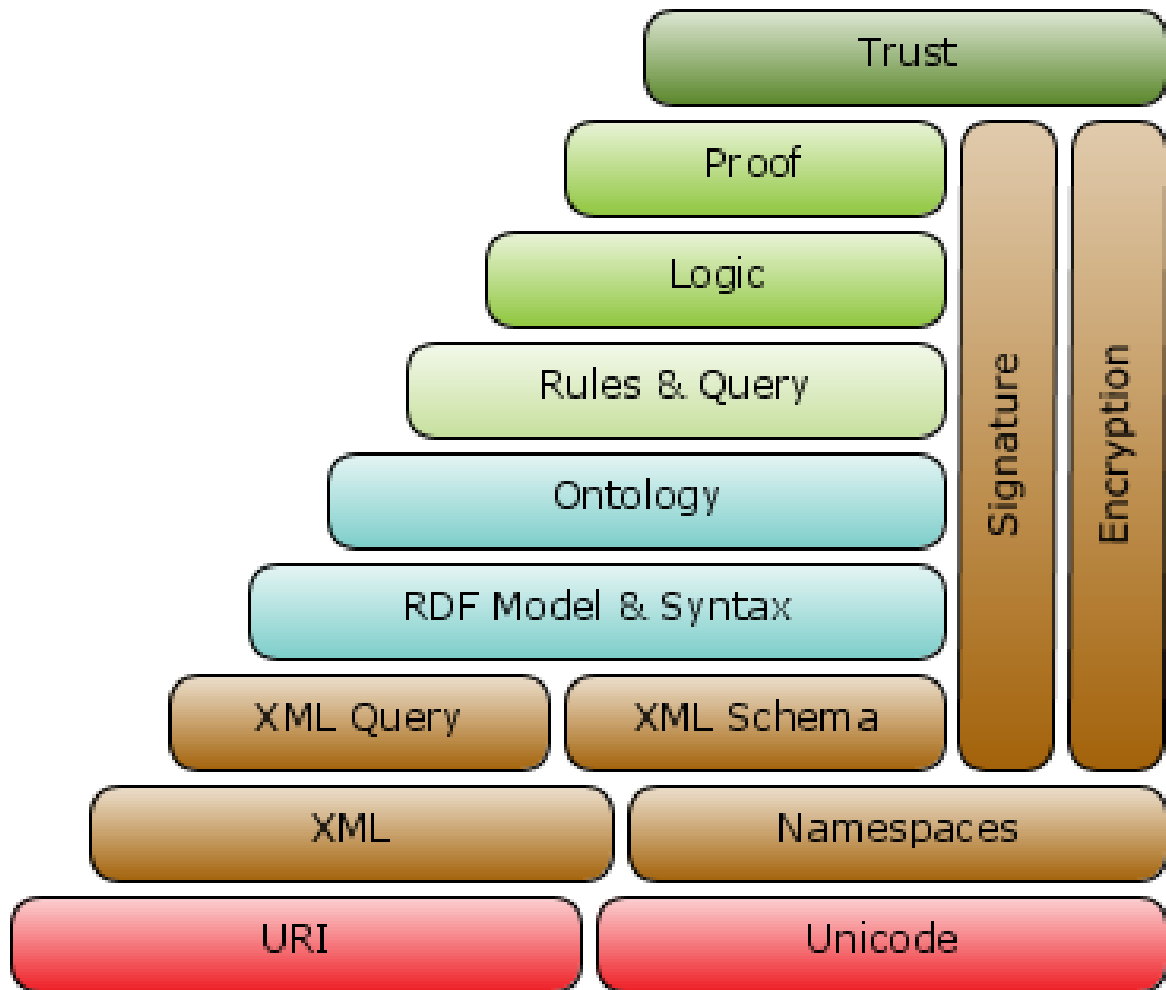 Trust
Proof
Logic
Rules & Query
Ontology
RDF Model & Syntax
XML Query
XML Schema
Signature
Encryption
XML
Namespaces
URI
Unicode